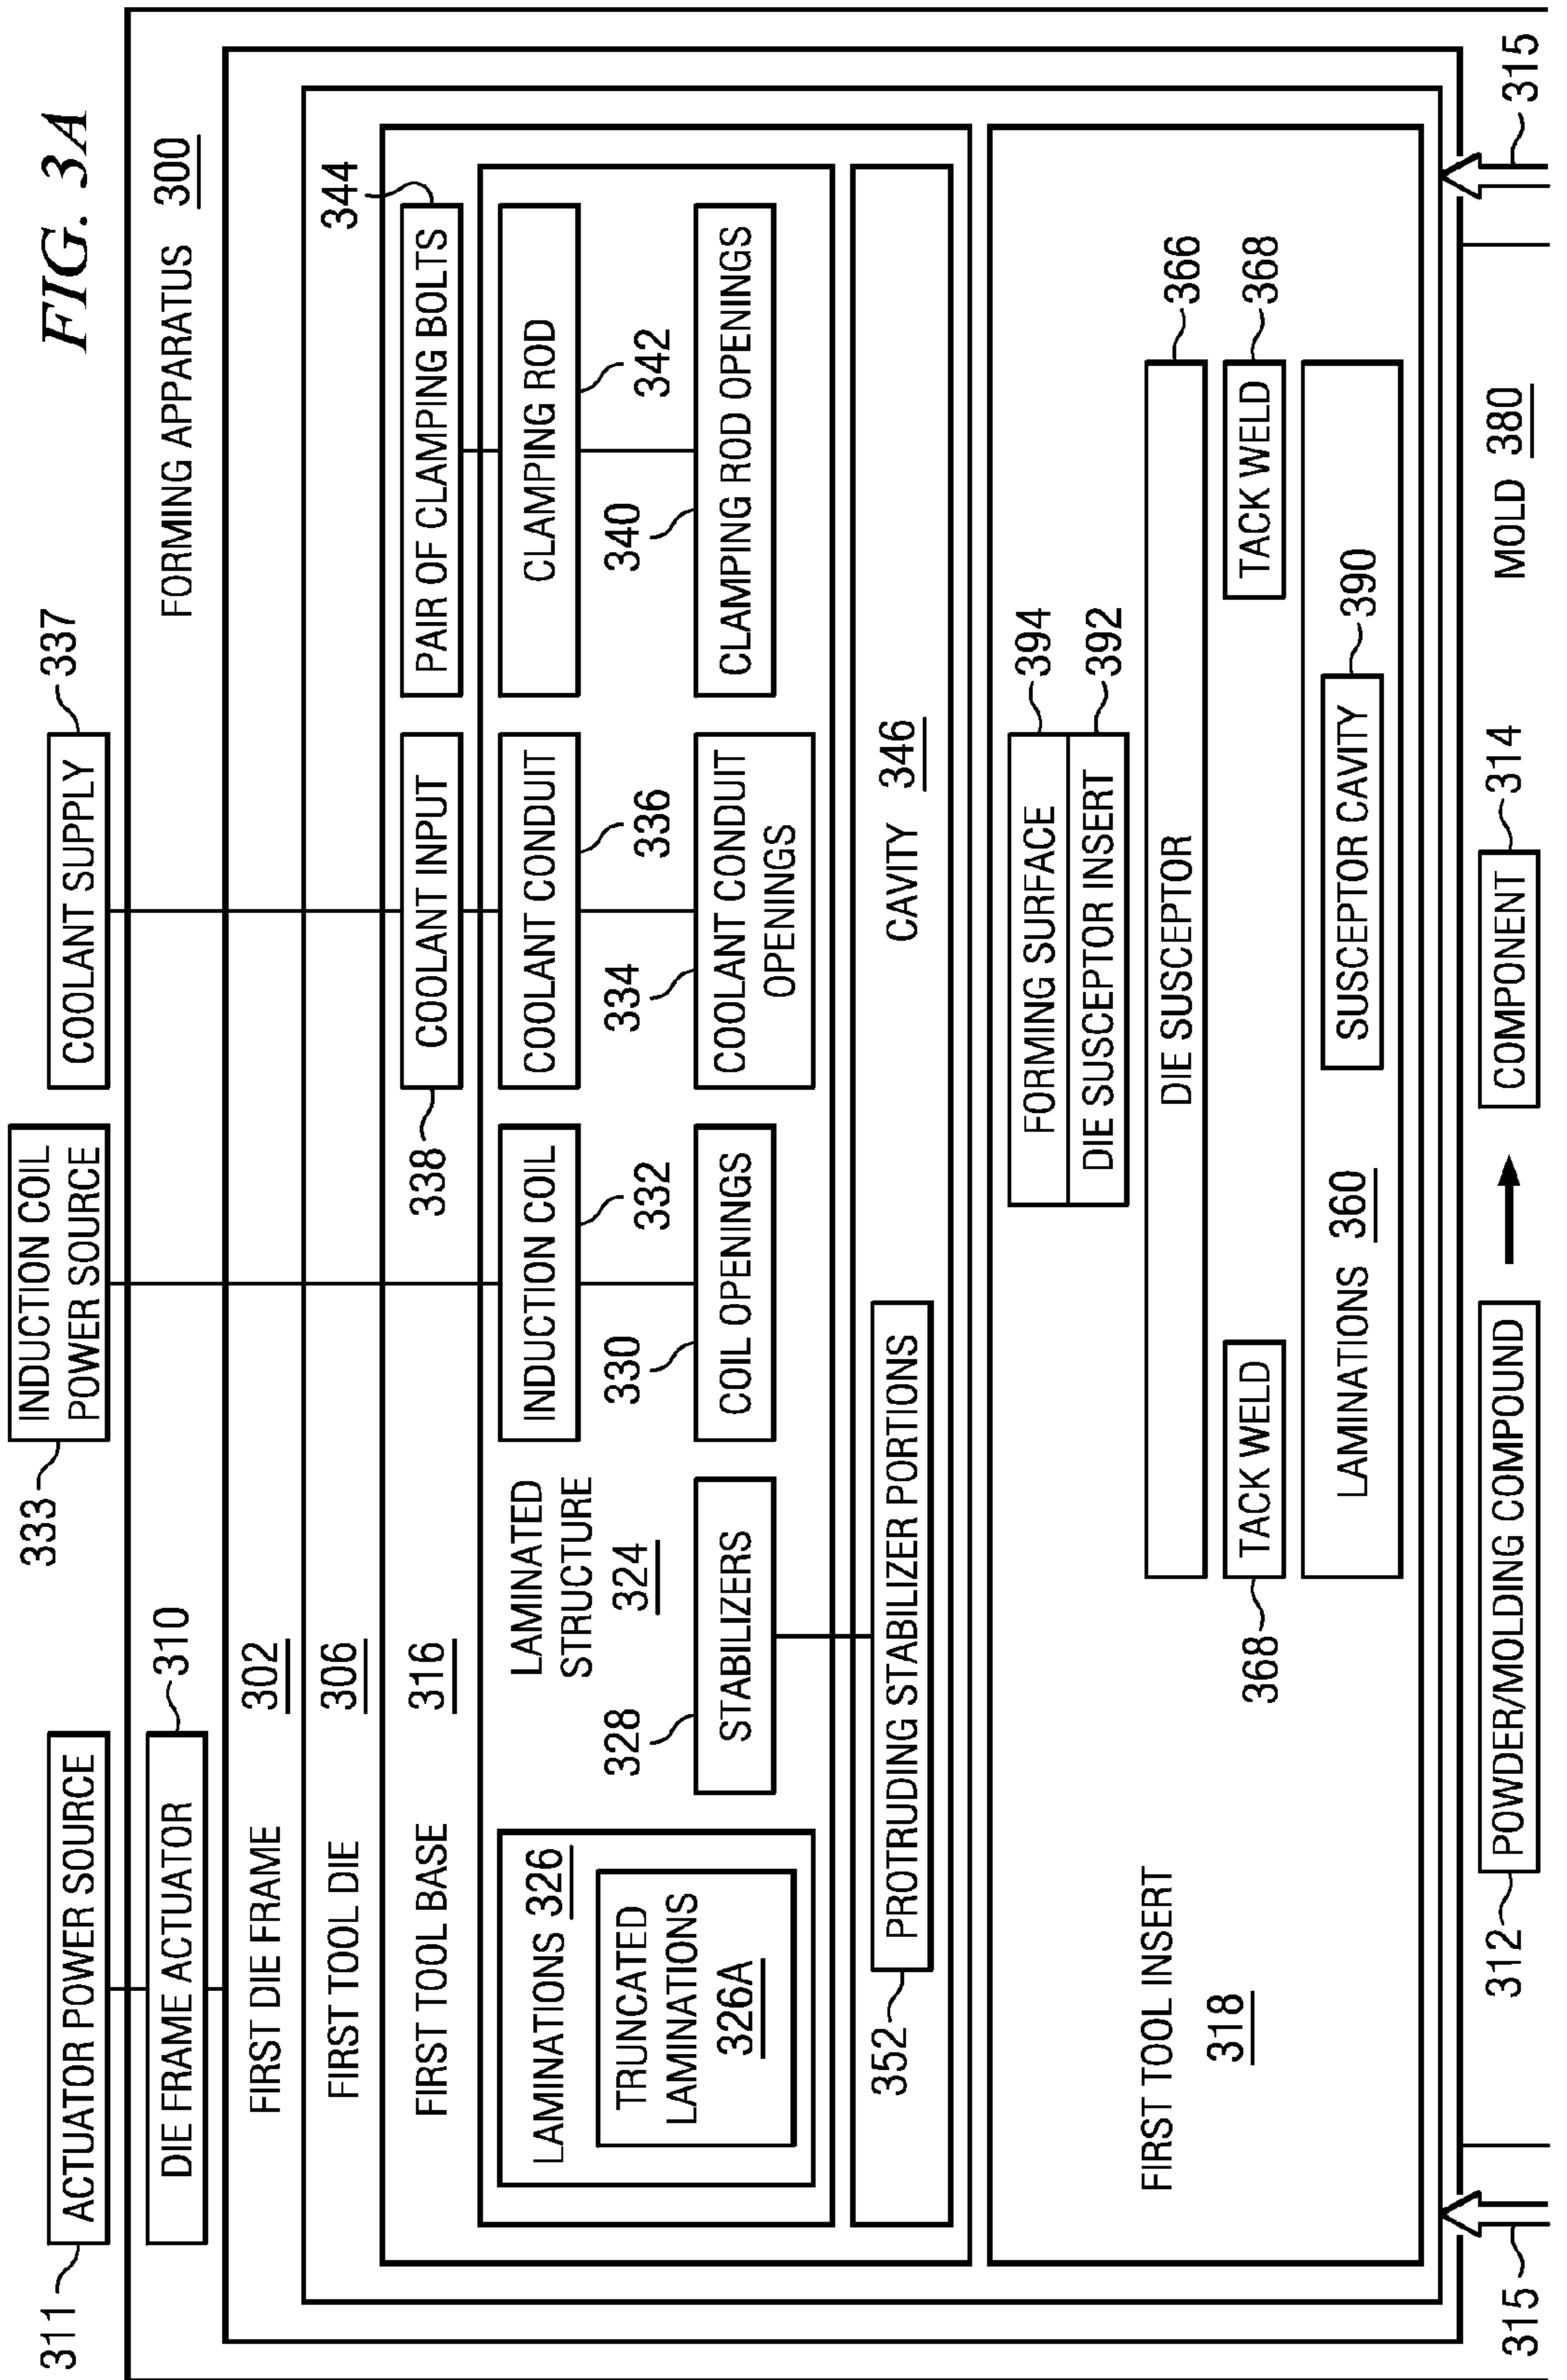 FIG. 3A
311
ACTUATOR POWER SOURCE
333
INDUCTION COIL
POWER SOURCE
COOLANT SUPPLY
337
DIE FRAME ACTUATOR
310
FORMING APPARATUS 300
FIRST DIE FRAME 302
FIRST TOOL DIE 306
FIRST TOOL BASE 316
338
COOLANT INPUT
PAIR OF CLAMPING BOLTS
344
LAMINATIONS 326
TRUNCATED
LAMINATIONS
326A
LAMINATED
STRUCTURE
324
328
STABILIZERS
INDUCTION COIL
332
330
COIL OPENINGS
COOLANT CONDUIT
336
334
COOLANT CONDUIT
OPENINGS
CLAMPING ROD
342
340
CLAMPING ROD OPENINGS
352
PROTRUDING STABILIZER PORTIONS
CAVITY 346
FIRST TOOL INSERT
318
FORMING SURFACE
394
DIE SUSCEPTOR INSERT
392
DIE SUSCEPTOR
366
368
TACK WELD
TACK WELD
368
LAMINATIONS 360
SUSCEPTOR CAVITY
390
315
312
POWDER/MOLDING COMPOUND
COMPONENT
314
MOLD 380
315